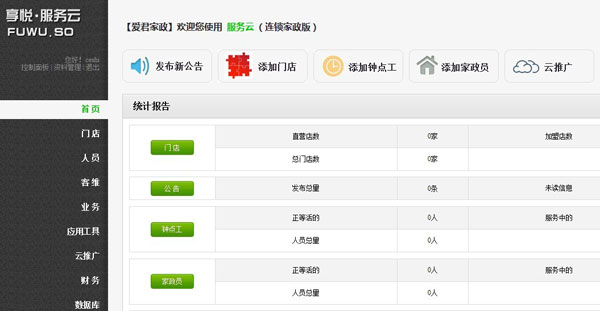 享悦·服务云
FUWU.SO
您好！ceshi
控制面板 | 资料管理 | 退出
首 页
门 店
人 员
客 维
业 务
应用工具
云推广
财 务
数据库
【爱君家政】欢迎您使用 服务云（ 连锁家政版）
发布新公告
添加门店
添加钟点工
添加家政员
云推广
统计报告
门 店 直营店数 0家 加盟店数
总门店数 0家
公 告 发布总量 0条 未读信息
钟点工 正等活的 0人 服务中的
人员总量 0人
家政员 正等活的 0人 服务中的
人员总量 0人